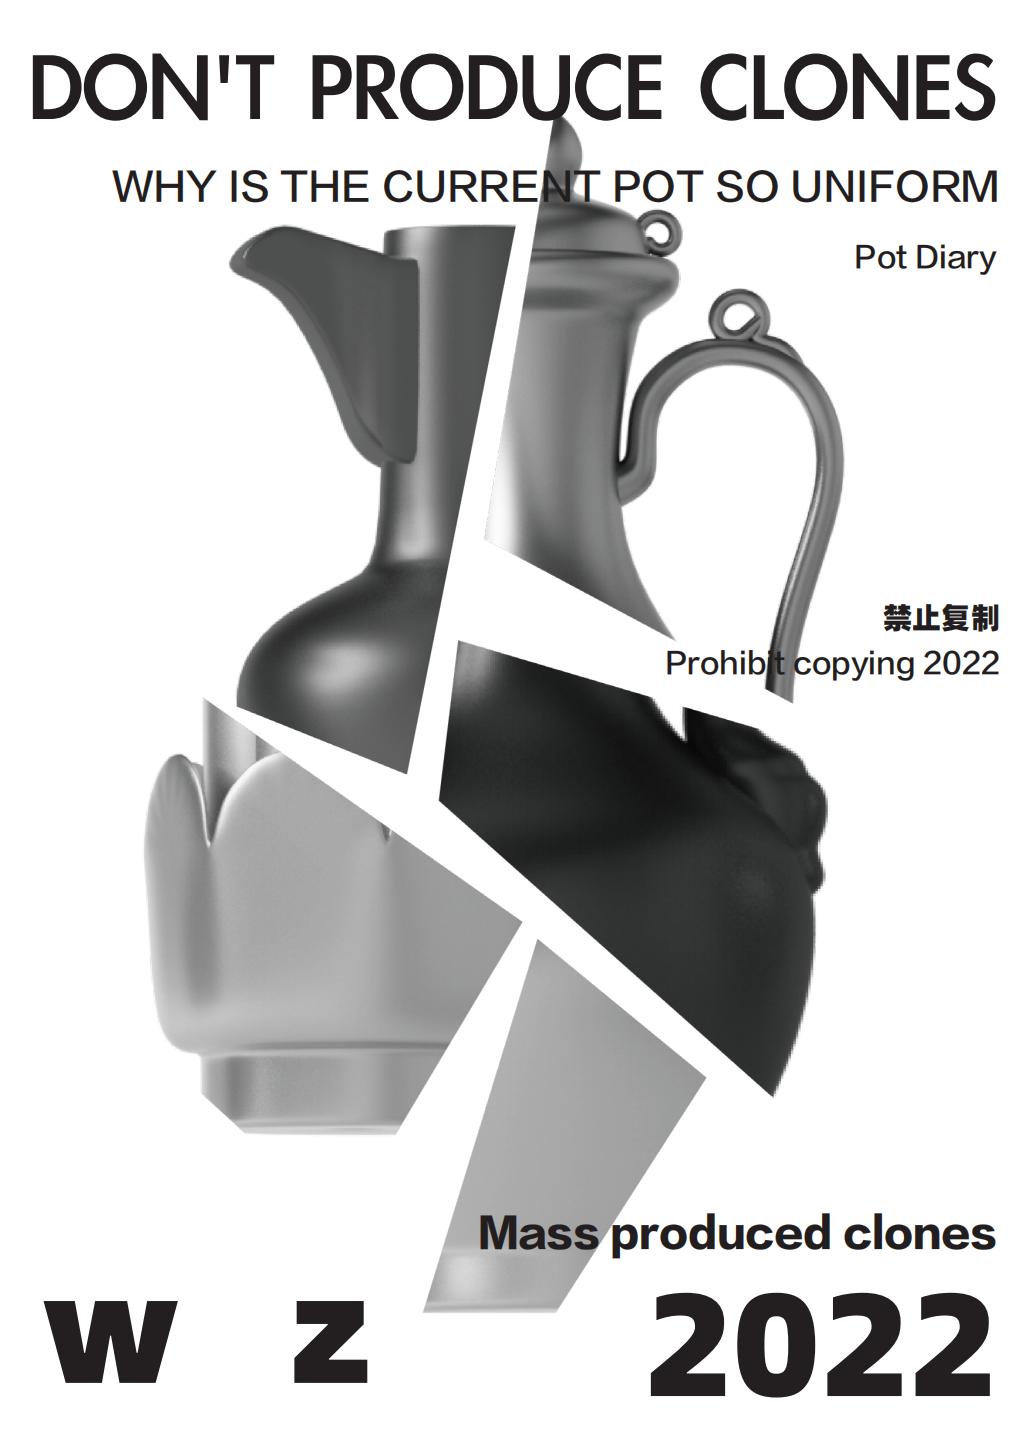 DON'T PRODUCE CLONES
WHY IS THE CURRENT POT SO UNIFORM
Pot Diary
禁止复制
Prohibit copying 2022
Mass produced clones
W Z 2022